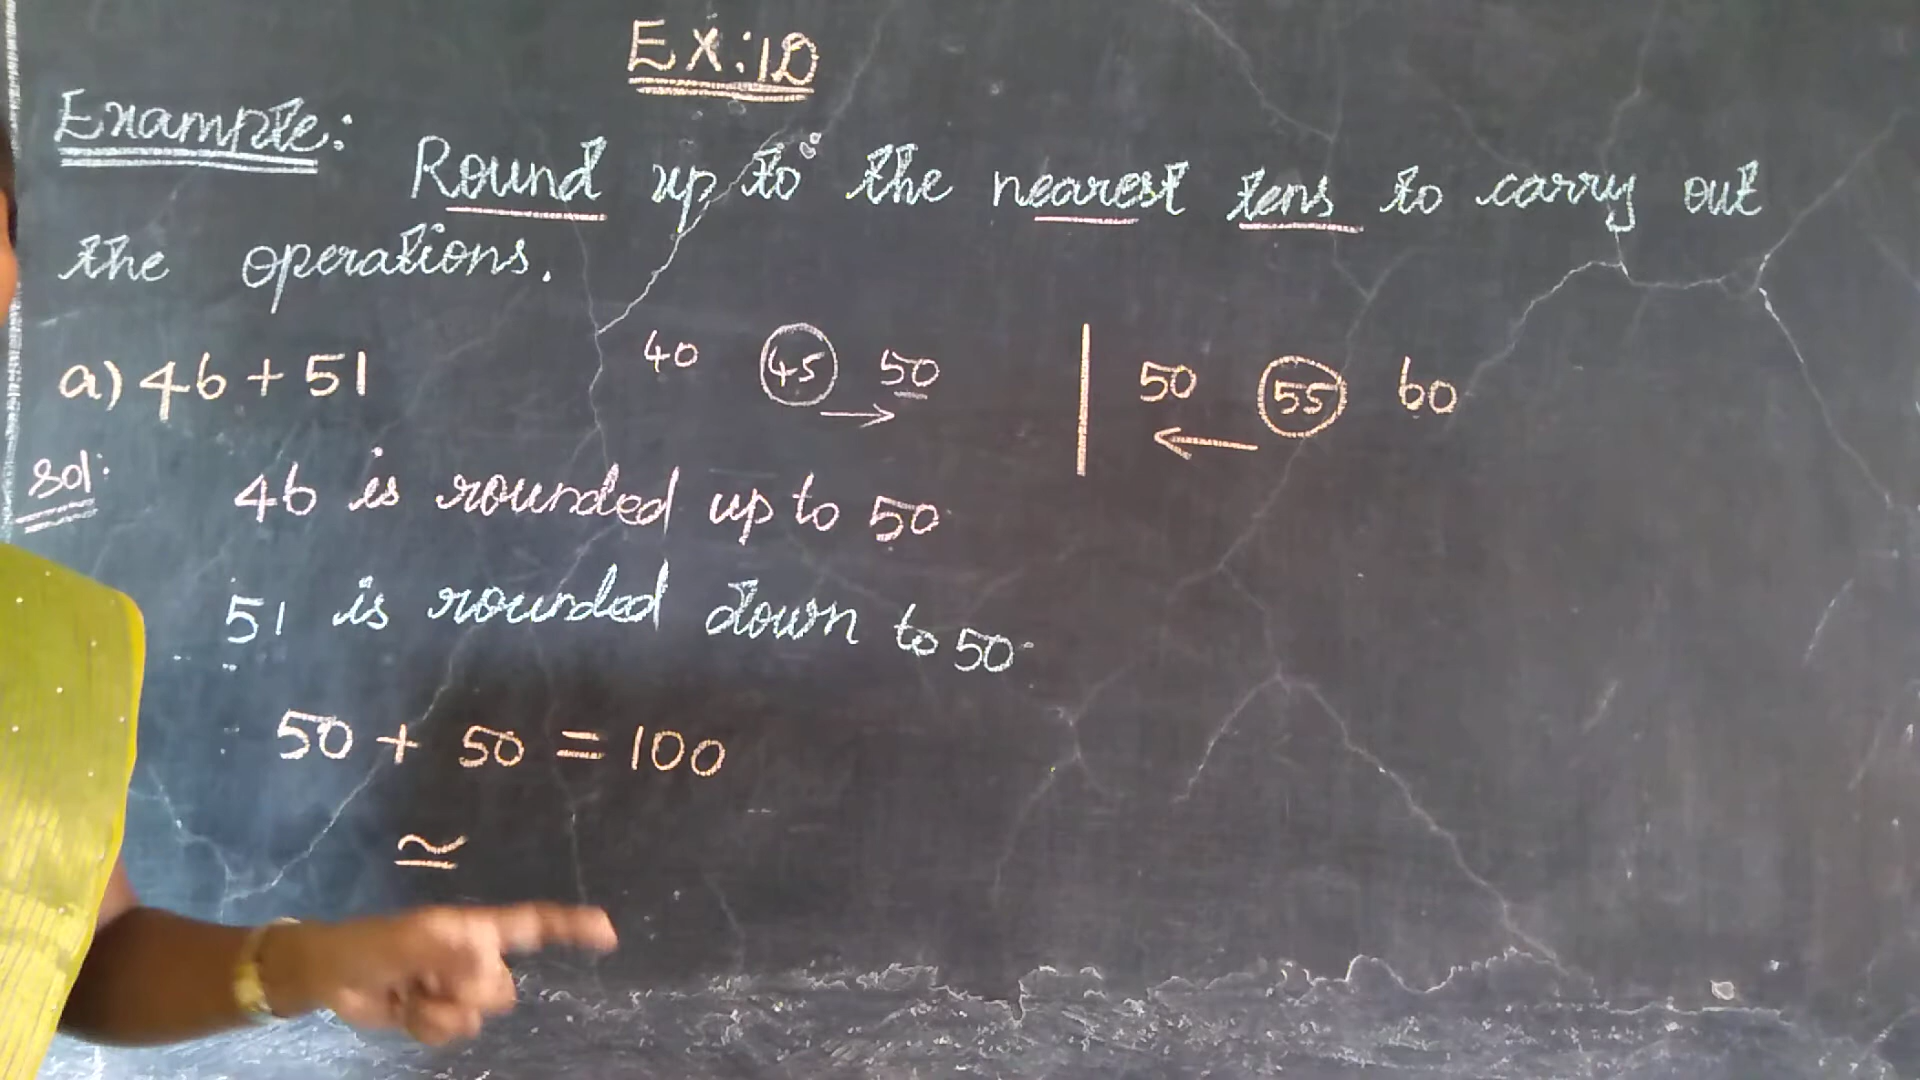 Ex:1D
Example:
Round up to the nearest tens to carry out
the operations.
a) 46 + 51
40 45 50 | 50 55 60
sol:
46 is rounded up to 50
51 is rounded down to 50
50 + 50 = 100
≅